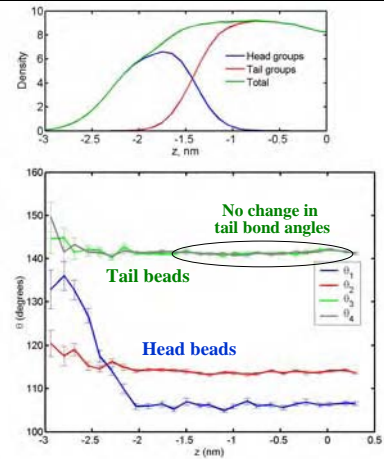 10
8
6
4
2
0
Density
Head groups
Tail groups
Total
-3 -2.5 -2 -1.5 -1 -0.5 0
z, nm
160
150
140
130
120
110
100
θ (degrees)
No change in
tail bond angles
Tail beads
θ1
θ2
θ3
θ4
Head beads
-3 -2.5 -2 -1.5 -1 -0.5 0 0.5
z (nm)